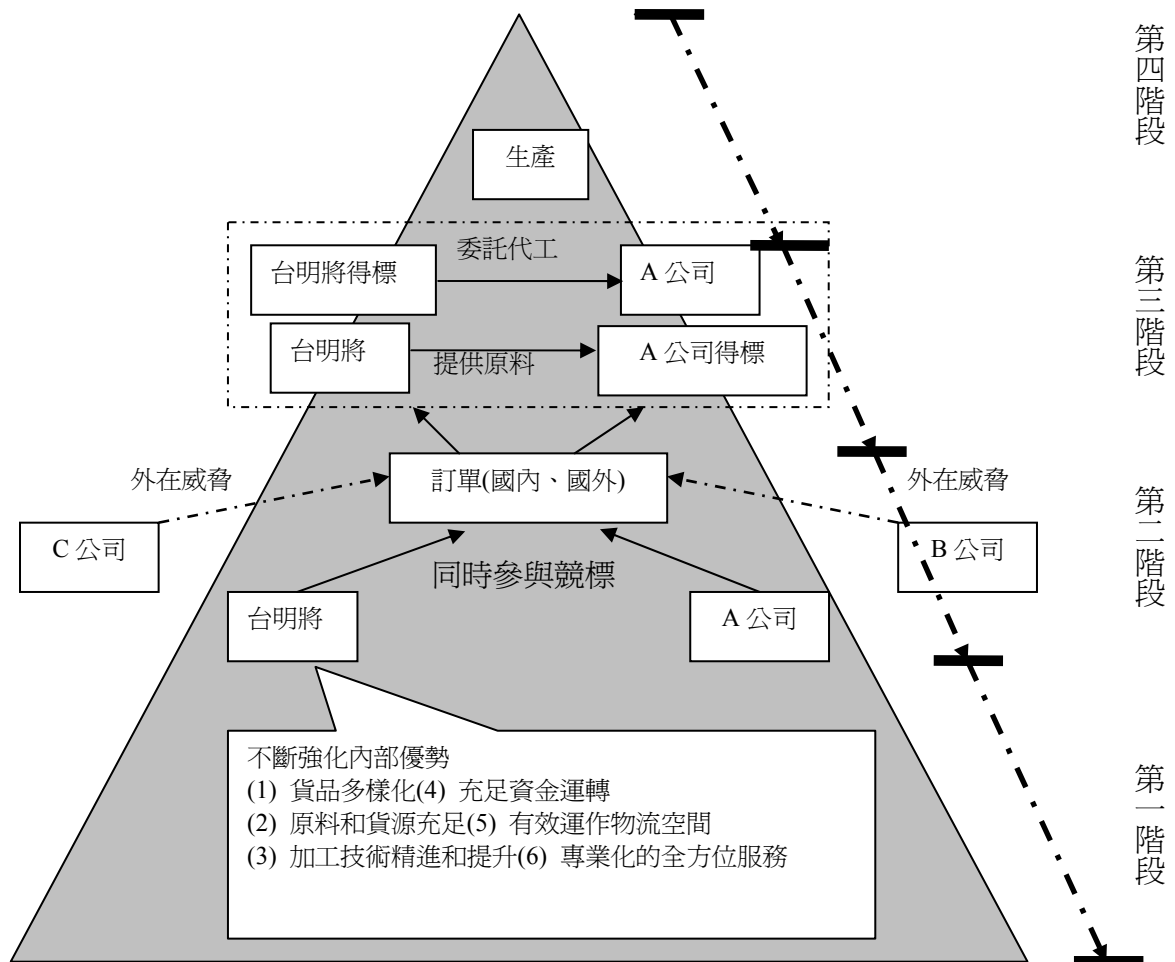 第四階段
生產
委託代工
台明將得標
A 公司
第三階段
台明將
提供原料
A 公司得標
外在威脅
訂單(國內、國外)
外在威脅
第二階段
C 公司
B 公司
同時參與競標
台明將
A 公司
不斷強化內部優勢
(1) 貨品多樣化(4) 充足資金運轉
(2) 原料和貨源充足(5) 有效運作物流空間
(3) 加工技術精進和提升(6) 專業化的全方位服務
第一階段